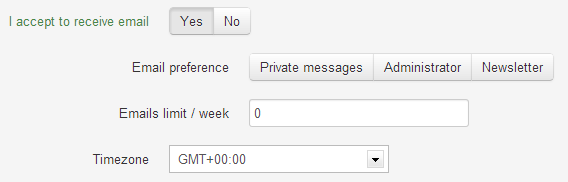 I accept to receive email Yes No
Email preference Private messages Administrator Newsletter
Emails limit / week 0
Timezone GMT+00:00